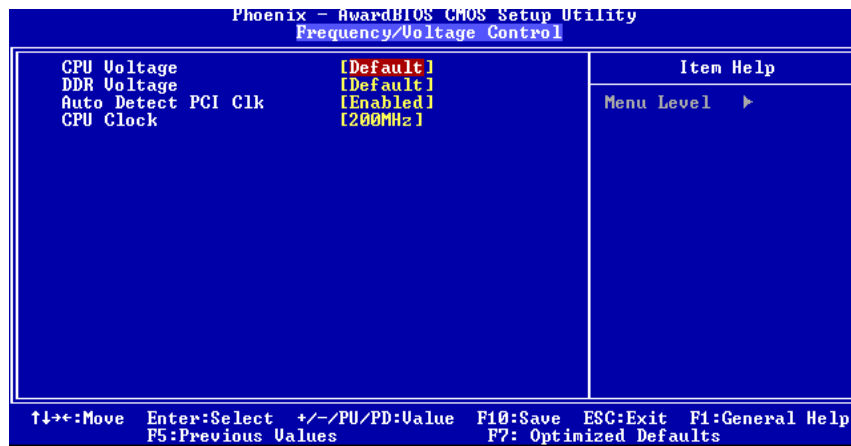 Phoenix - AwardBIOS CMOS Setup Utility
Frequency/Voltage Control
CPU Voltage [Default]
DDR Voltage [Default]
Auto Detect PCI Clk [Enabled]
CPU Clock [200MHz]
Item Help
Menu Level ►
↑↓→←:Move Enter:Select +/-/PU/PD:Value F10:Save ESC:Exit F1:General Help
F5:Previous Values F7: Optimized Defaults